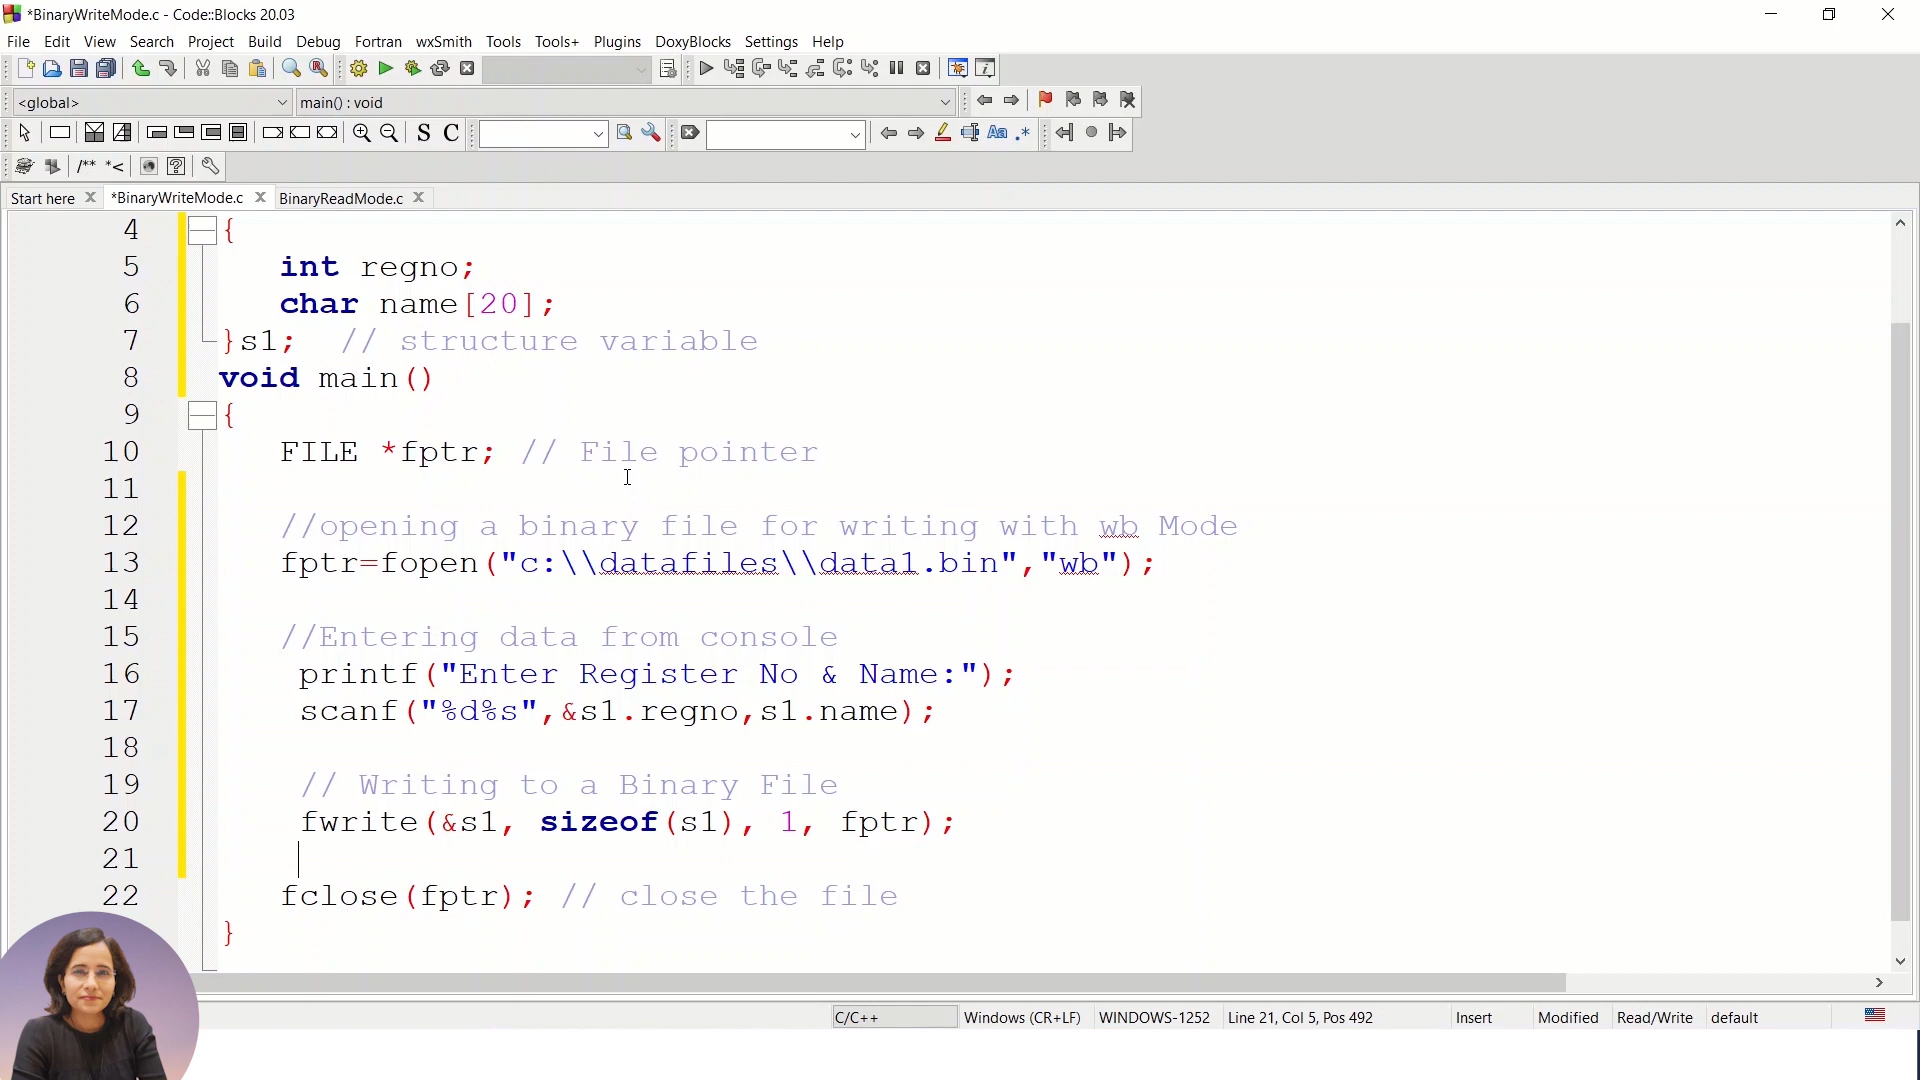 *BinaryWriteMode.c - Code::Blocks 20.03
File Edit View Search Project Build Debug Fortran wxSmith Tools Tools+ Plugins DoxyBlocks Settings Help
<global> main() : void
S C Aa .*
/** *<
Start here *BinaryWriteMode.c BinaryReadMode.c
4 {
5 int regno;
6 char name[20];
7 }s1; // structure variable
8 void main()
9 {
10 FILE *fptr; // File pointer
11
12 //opening a binary file for writing with wb Mode
13 fptr=fopen("c:\\datafiles\\data1.bin","wb");
14
15 //Entering data from console
16 printf("Enter Register No & Name:");
17 scanf("%d%s",&s1.regno,s1.name);
18
19 // Writing to a Binary File
20 fwrite(&s1, sizeof(s1), 1, fptr);
21
22 fclose(fptr); // close the file
}
C/C++ Windows (CR+LF) WINDOWS-1252 Line 21, Col 5, Pos 492 Insert Modified Read/Write default